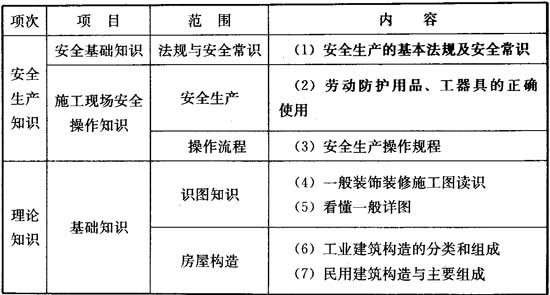 项次 项目 范围 内容
安全生产知识 安全基础知识 法规与安全常识 （1）安全生产的基本法规及安全常识
施工现场安全操作知识 安全生产 （2）劳动防护用品、工器具的正确
使用
操作流程 （3）安全生产操作规程
理论知识 基础知识 识图知识 （4）一般装饰装修施工图读识
（5）看懂一般详图
房屋构造 （6）工业建筑构造的分类和组成
（7）民用建筑构造与主要组成